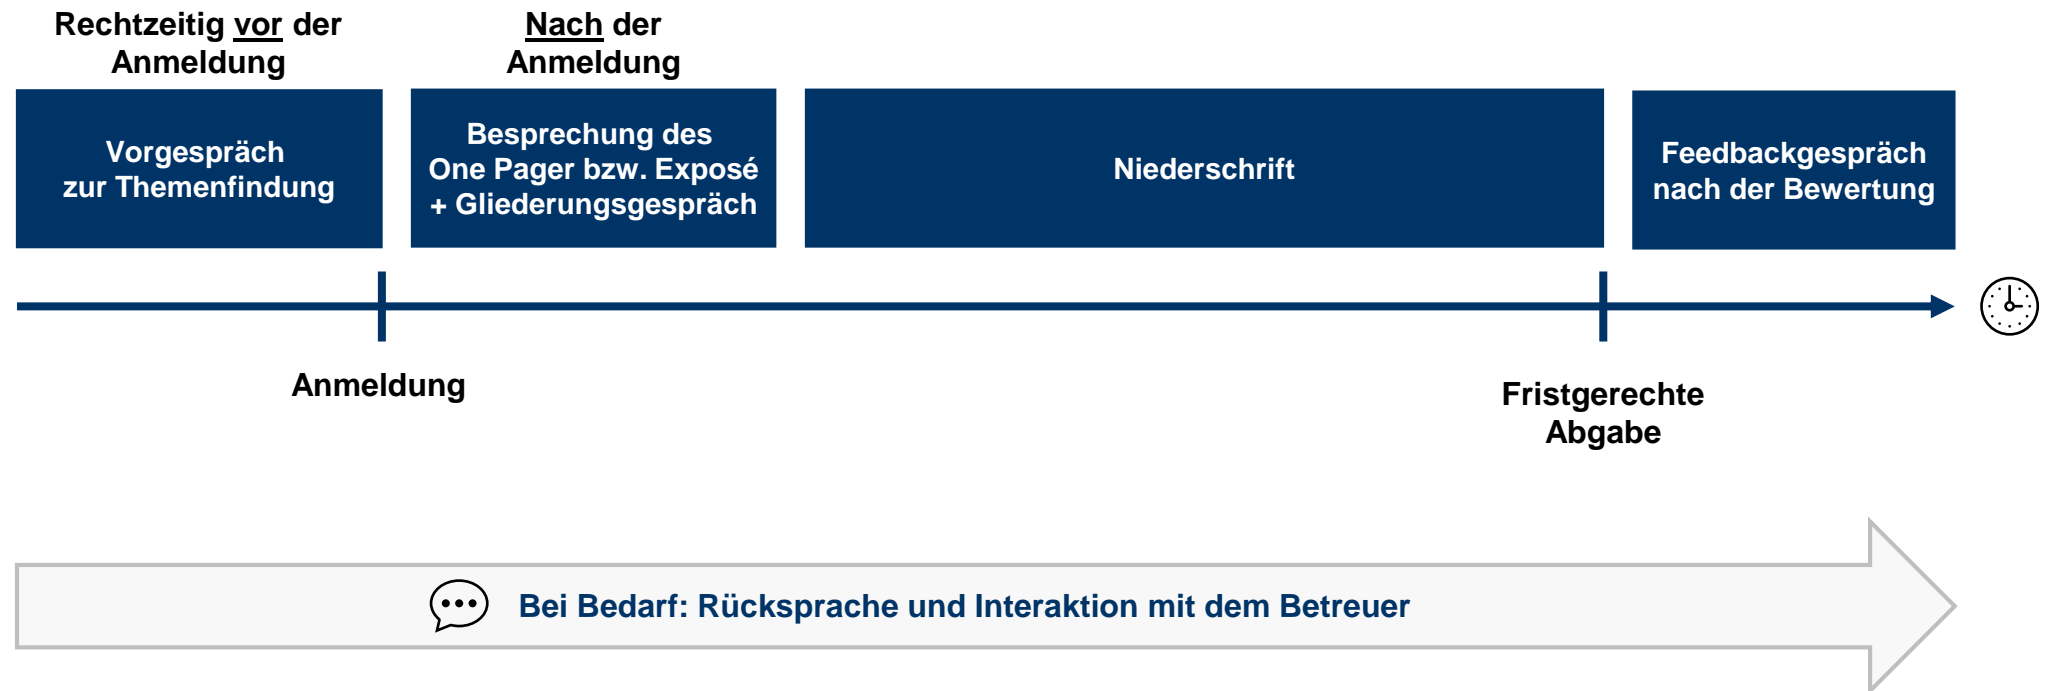 Rechtzeitig vor der
Anmeldung
Nach der
Anmeldung
Vorgespräch
zur Themenfindung
Besprechung des
One Pager bzw. Exposé
+ Gliederungsgespräch
Niederschrift
Feedbackgespräch
nach der Bewertung
Anmeldung
Fristgerechte
Abgabe
Bei Bedarf: Rücksprache und Interaktion mit dem Betreuer